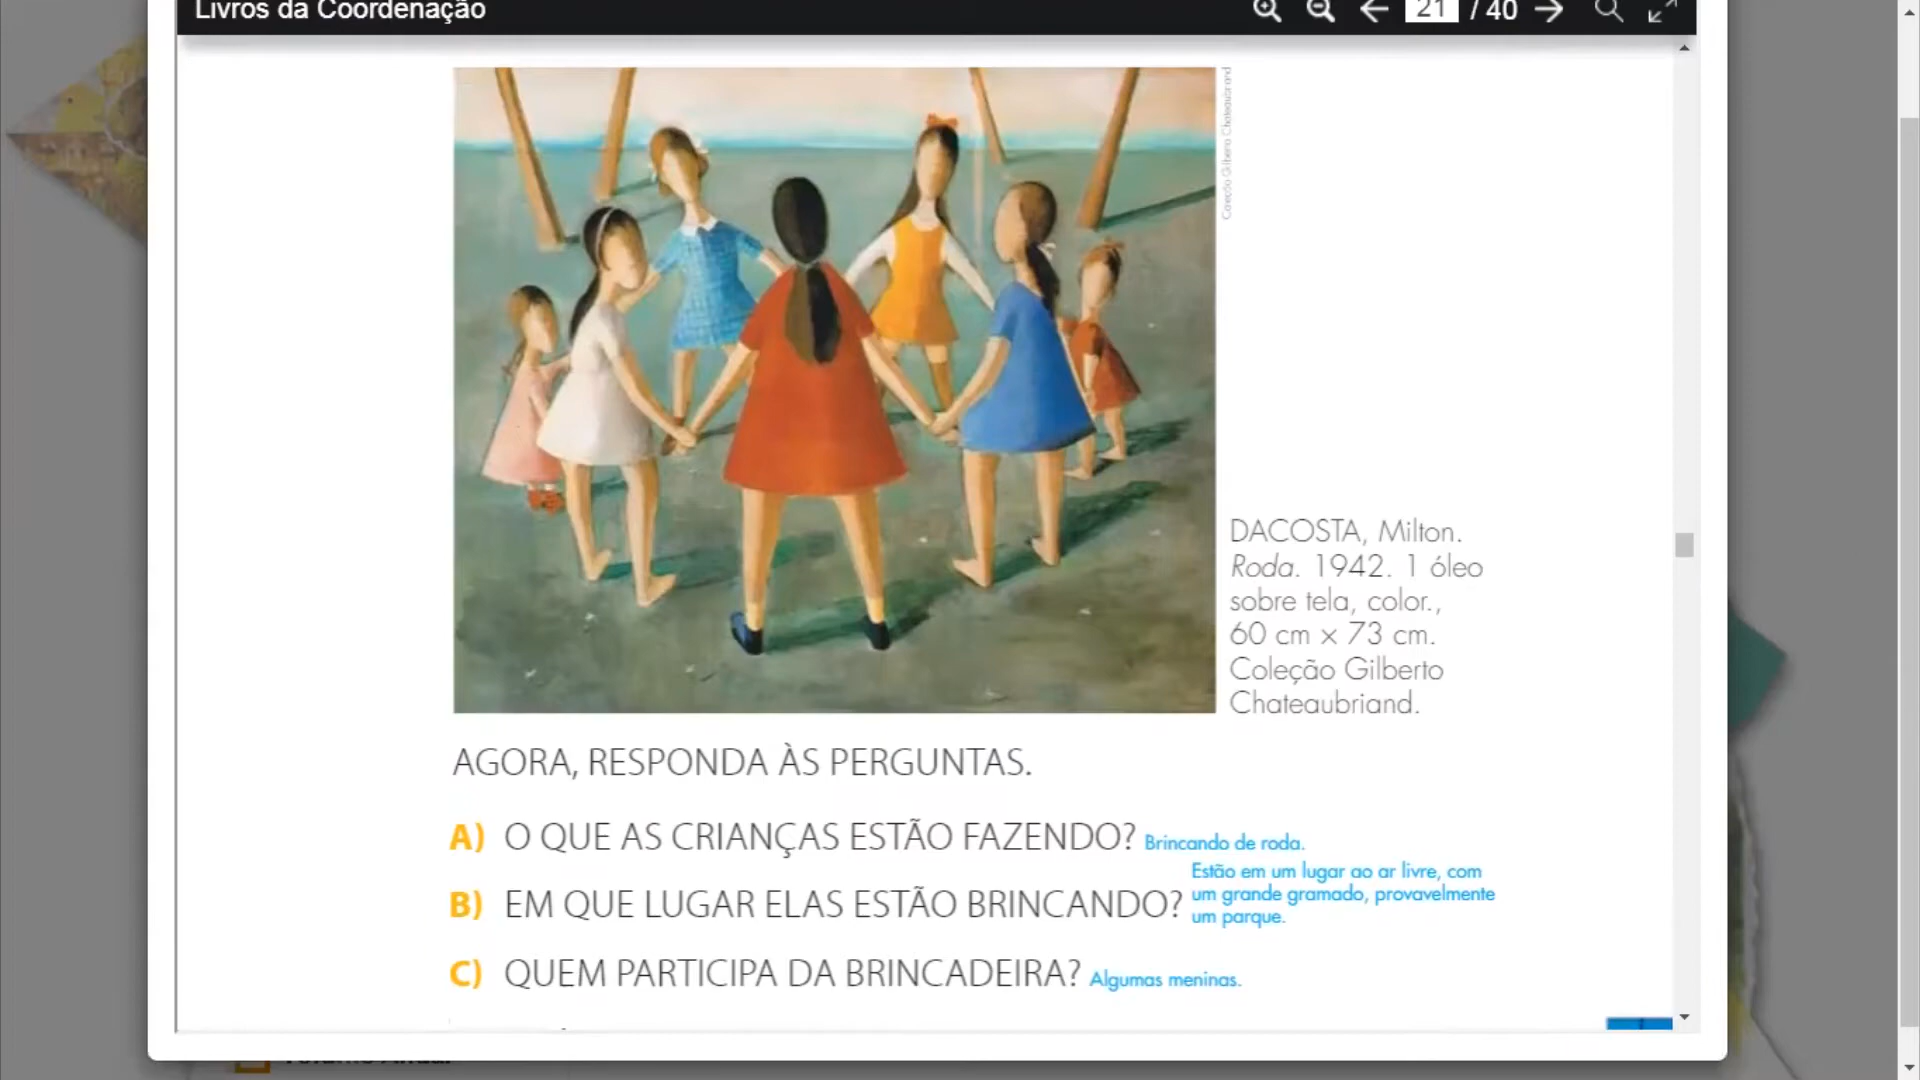 Livros da Coordenação
21 / 40
Coleção Gilberto Chateaubriand
DACOSTA, Milton.
Roda. 1942. 1 óleo
sobre tela, color.,
60 cm × 73 cm.
Coleção Gilberto
Chateaubriand.
AGORA, RESPONDA ÀS PERGUNTAS.
A) O QUE AS CRIANÇAS ESTÃO FAZENDO? Brincando de roda.
B) EM QUE LUGAR ELAS ESTÃO BRINCANDO? Estão em um lugar ao ar livre, com
um grande gramado, provavelmente
um parque.
C) QUEM PARTICIPA DA BRINCADEIRA? Algumas meninas.